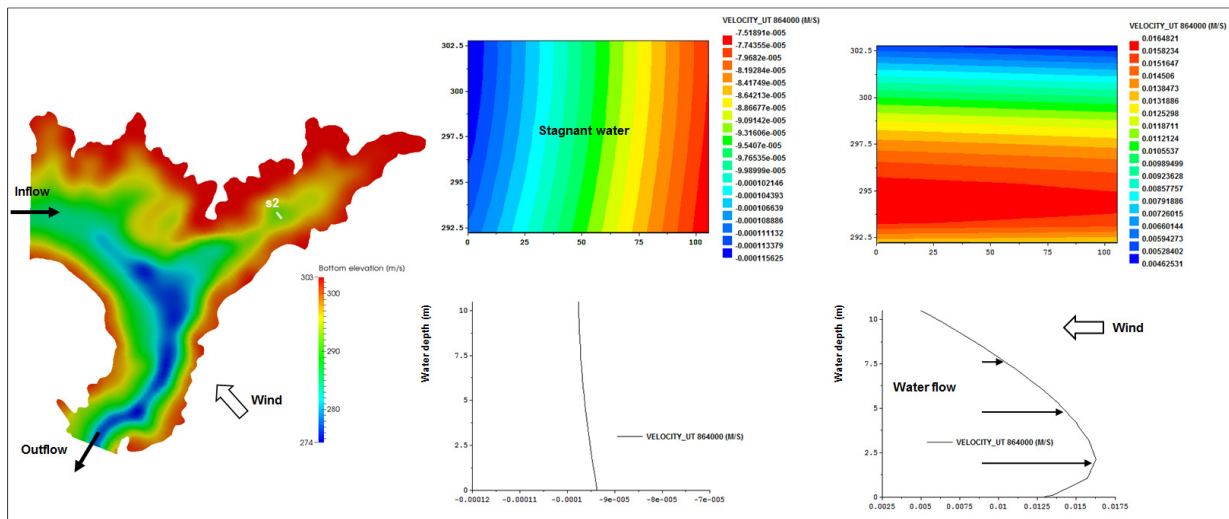 Inflow
s2
Bottom elevation (m/s)
303
300
290
280
274
Wind
Outflow
VELOCITY_UT 864000 (M/S)
-7.51891e-005
-7.74355e-005
-7.9682e-005
-8.19284e-005
-8.41749e-005
-8.64213e-005
-8.86677e-005
-9.09142e-005
-9.31606e-005
-9.5407e-005
-9.76535e-005
-9.98999e-005
-0.000102146
-0.000104393
-0.000106639
-0.000108886
-0.000111132
-0.000113379
-0.000115625
302.5
300
297.5
295
292.5
Stagnant water
0 25 50 75 100
VELOCITY_UT 864000 (M/S)
0.0164821
0.0158234
0.0151647
0.014506
0.0138473
0.0131886
0.0125298
0.0118711
0.0112124
0.0105537
0.00989499
0.00923628
0.00857757
0.00791886
0.00726015
0.00660144
0.00594273
0.00528402
0.00462531
302.5
300
297.5
295
292.5
0 25 50 75 100
Water depth (m)
10
7.5
5
2.5
0
VELOCITY_UT 864000 (M/S)
-0.00012 -0.00011 -0.0001 -9e-005 -8e-005 -7e-005
Water depth (m)
10
7.5
5
2.5
0
Wind
Water flow
VELOCITY_UT 864000 (M/S)
0.0025 0.005 0.0075 0.01 0.0125 0.015 0.0175